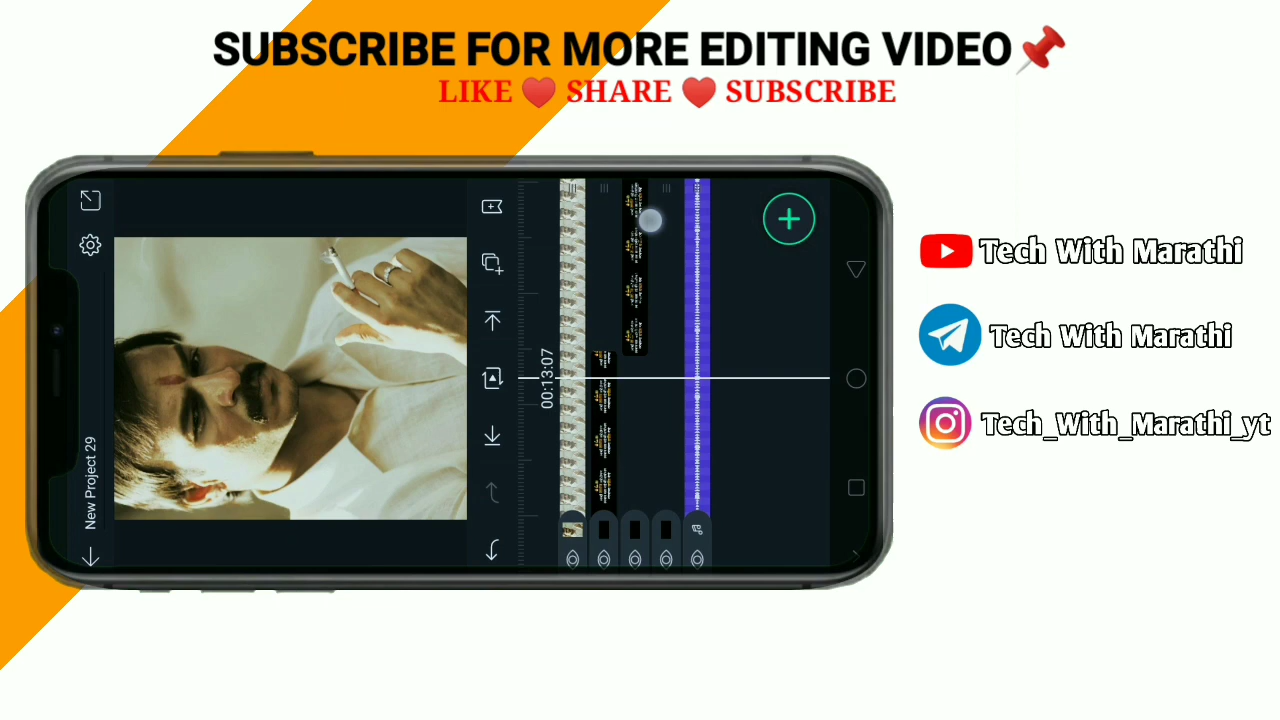 SUBSCRIBE FOR MORE EDITING VIDEO
LIKE ❤ SHARE ❤ SUBSCRIBE
New Project 29
00:13:07
Tech With Marathi
Tech With Marathi
Tech_With_Marathi_yt